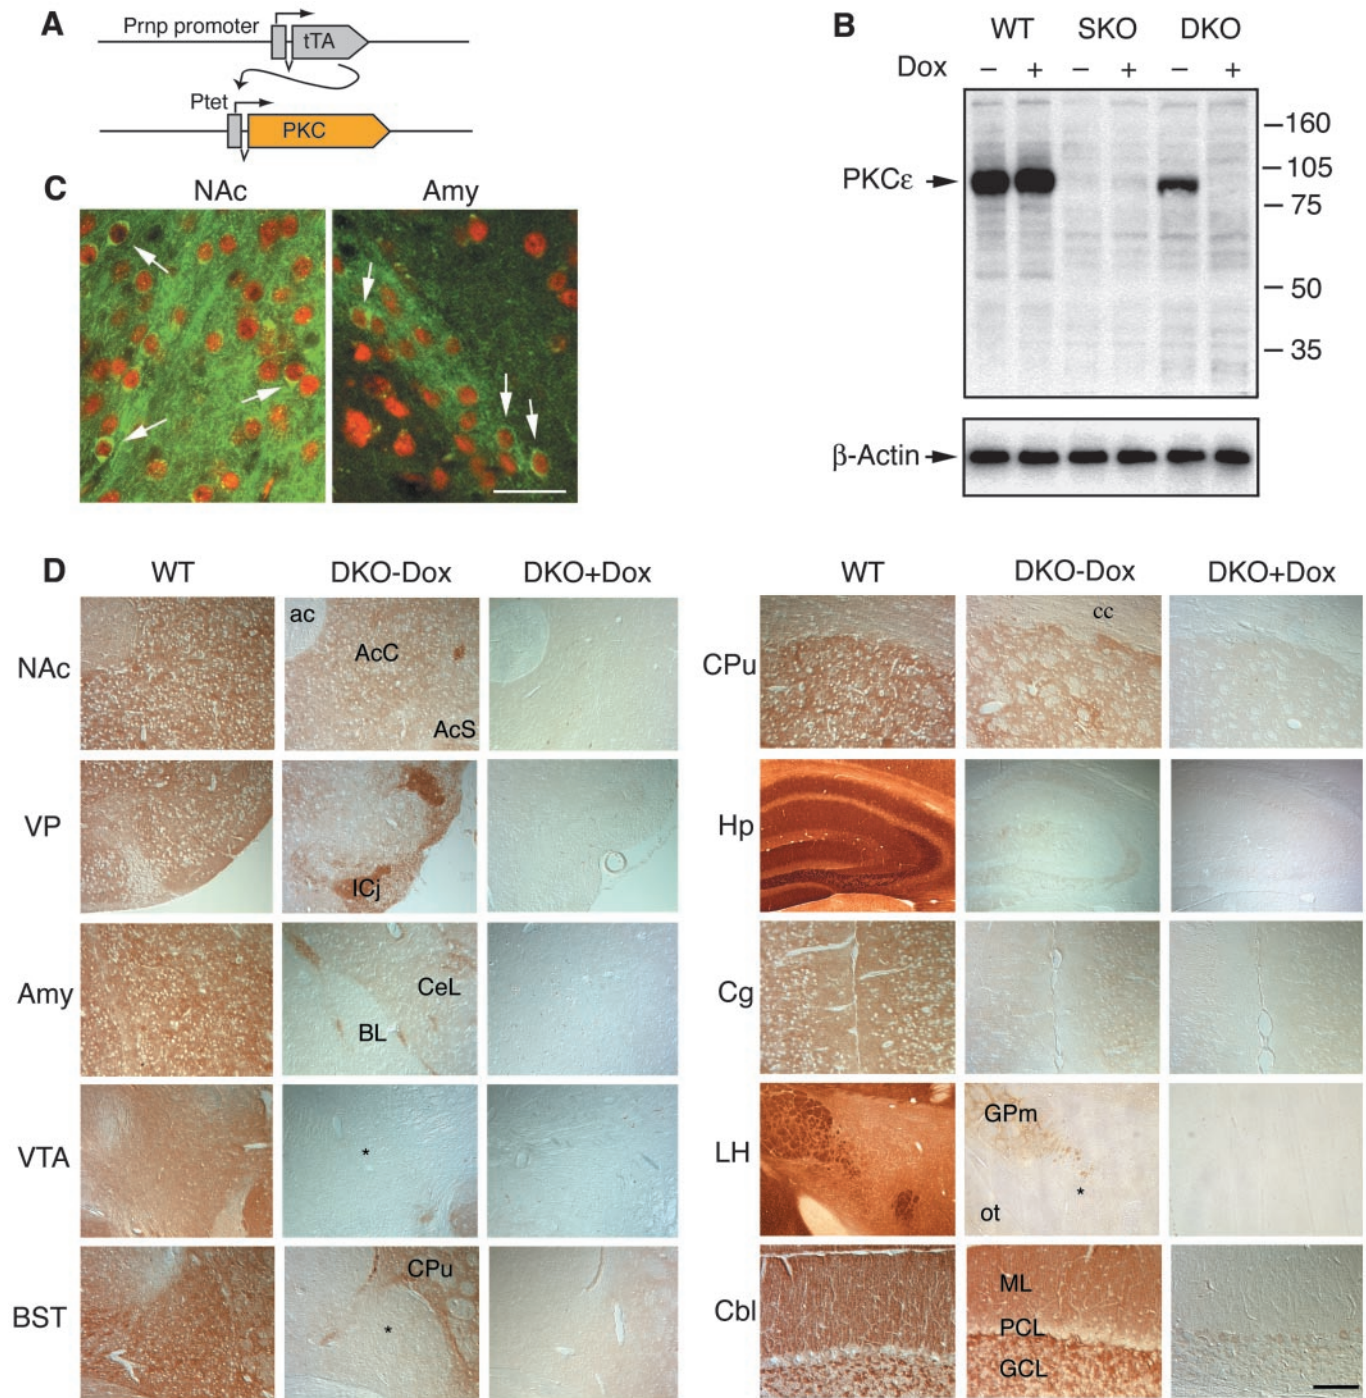 A
Prnp promoter
tTA
Ptet
PKC
B
WT SKO DKO
Dox − + − + − +
160
105
PKCε
75
50
35
β-Actin
C
NAc Amy
D
WT DKO-Dox DKO+Dox
NAc
ac
AcC
AcS
VP
ICj
Amy
CeL
BL
VTA
*
BST
CPu
*
WT DKO-Dox DKO+Dox
CPu
cc
Hp
Cg
LH
GPm
*
ot
Cbl
ML
PCL
GCL